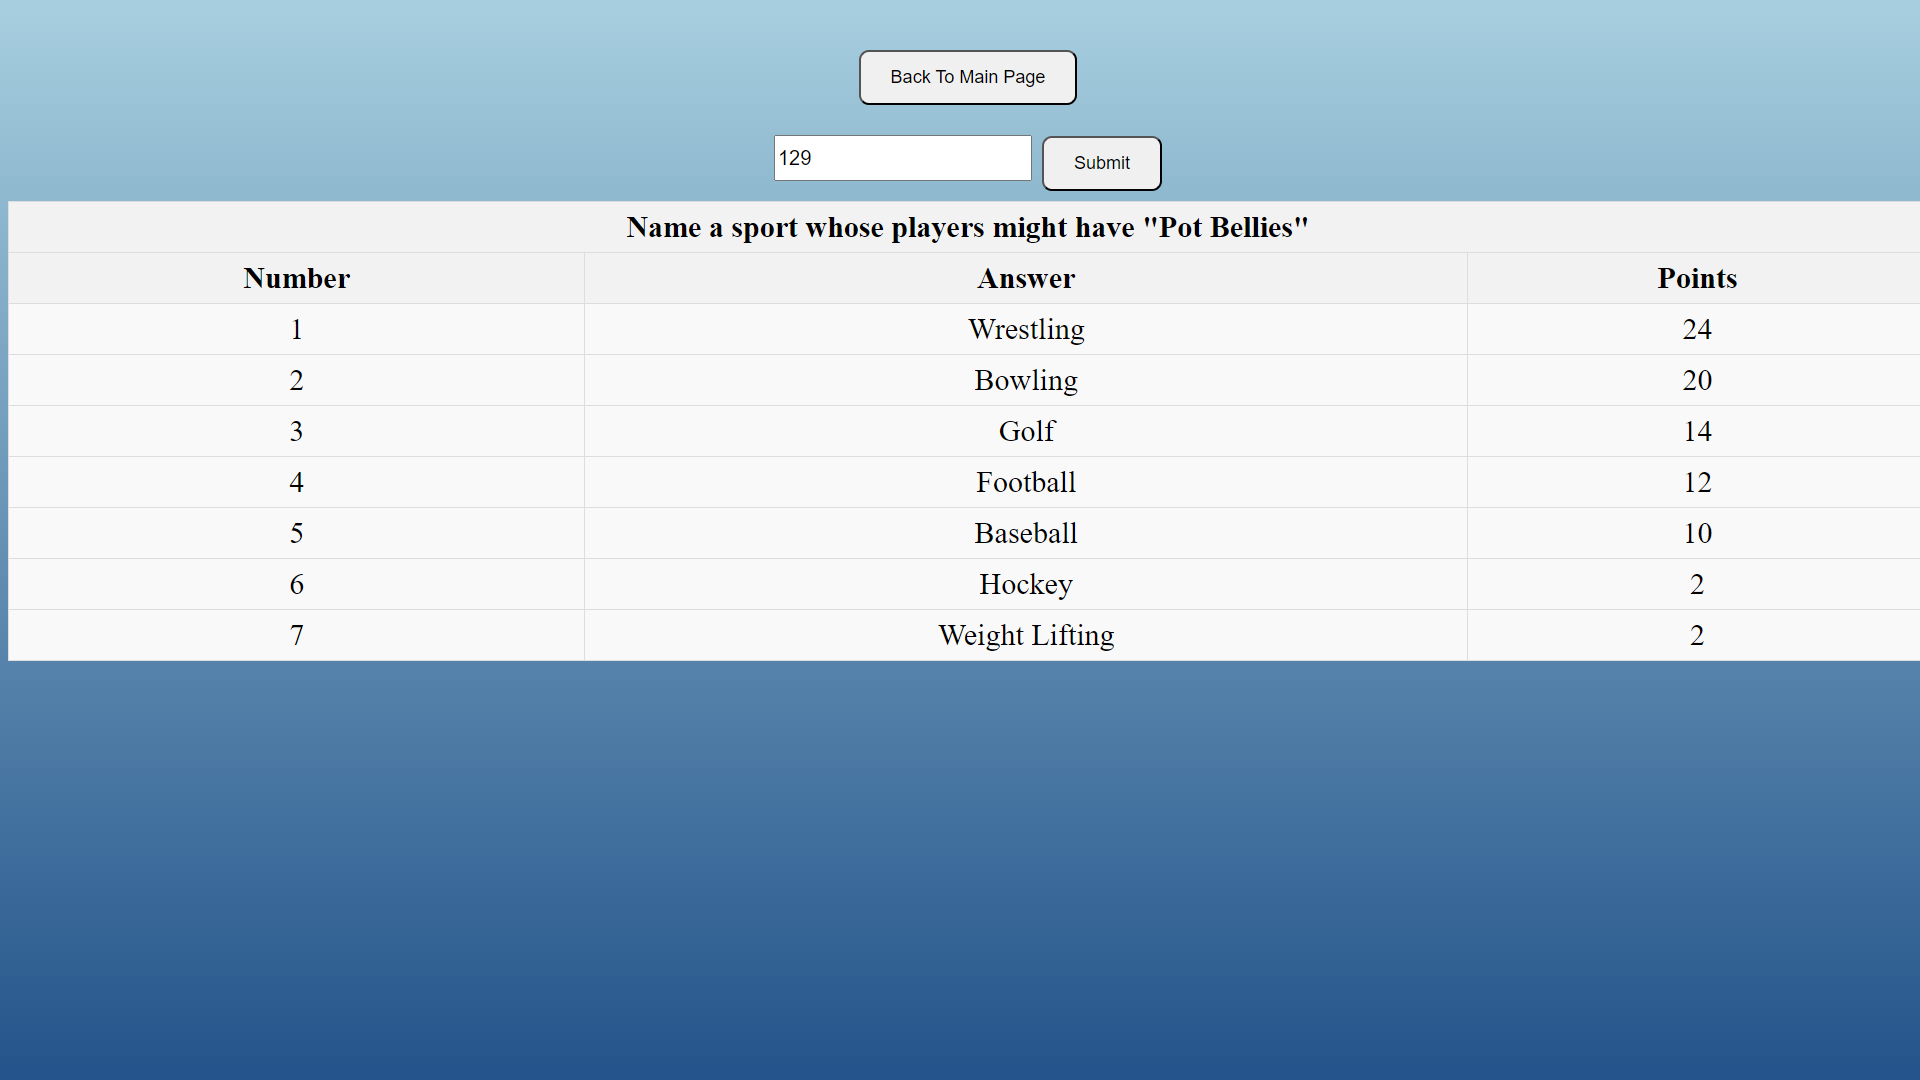 Back To Main Page
129 Submit
Name a sport whose players might have "Pot Bellies"
Number Answer Points
1 Wrestling 24
2 Bowling 20
3 Golf 14
4 Football 12
5 Baseball 10
6 Hockey 2
7 Weight Lifting 2